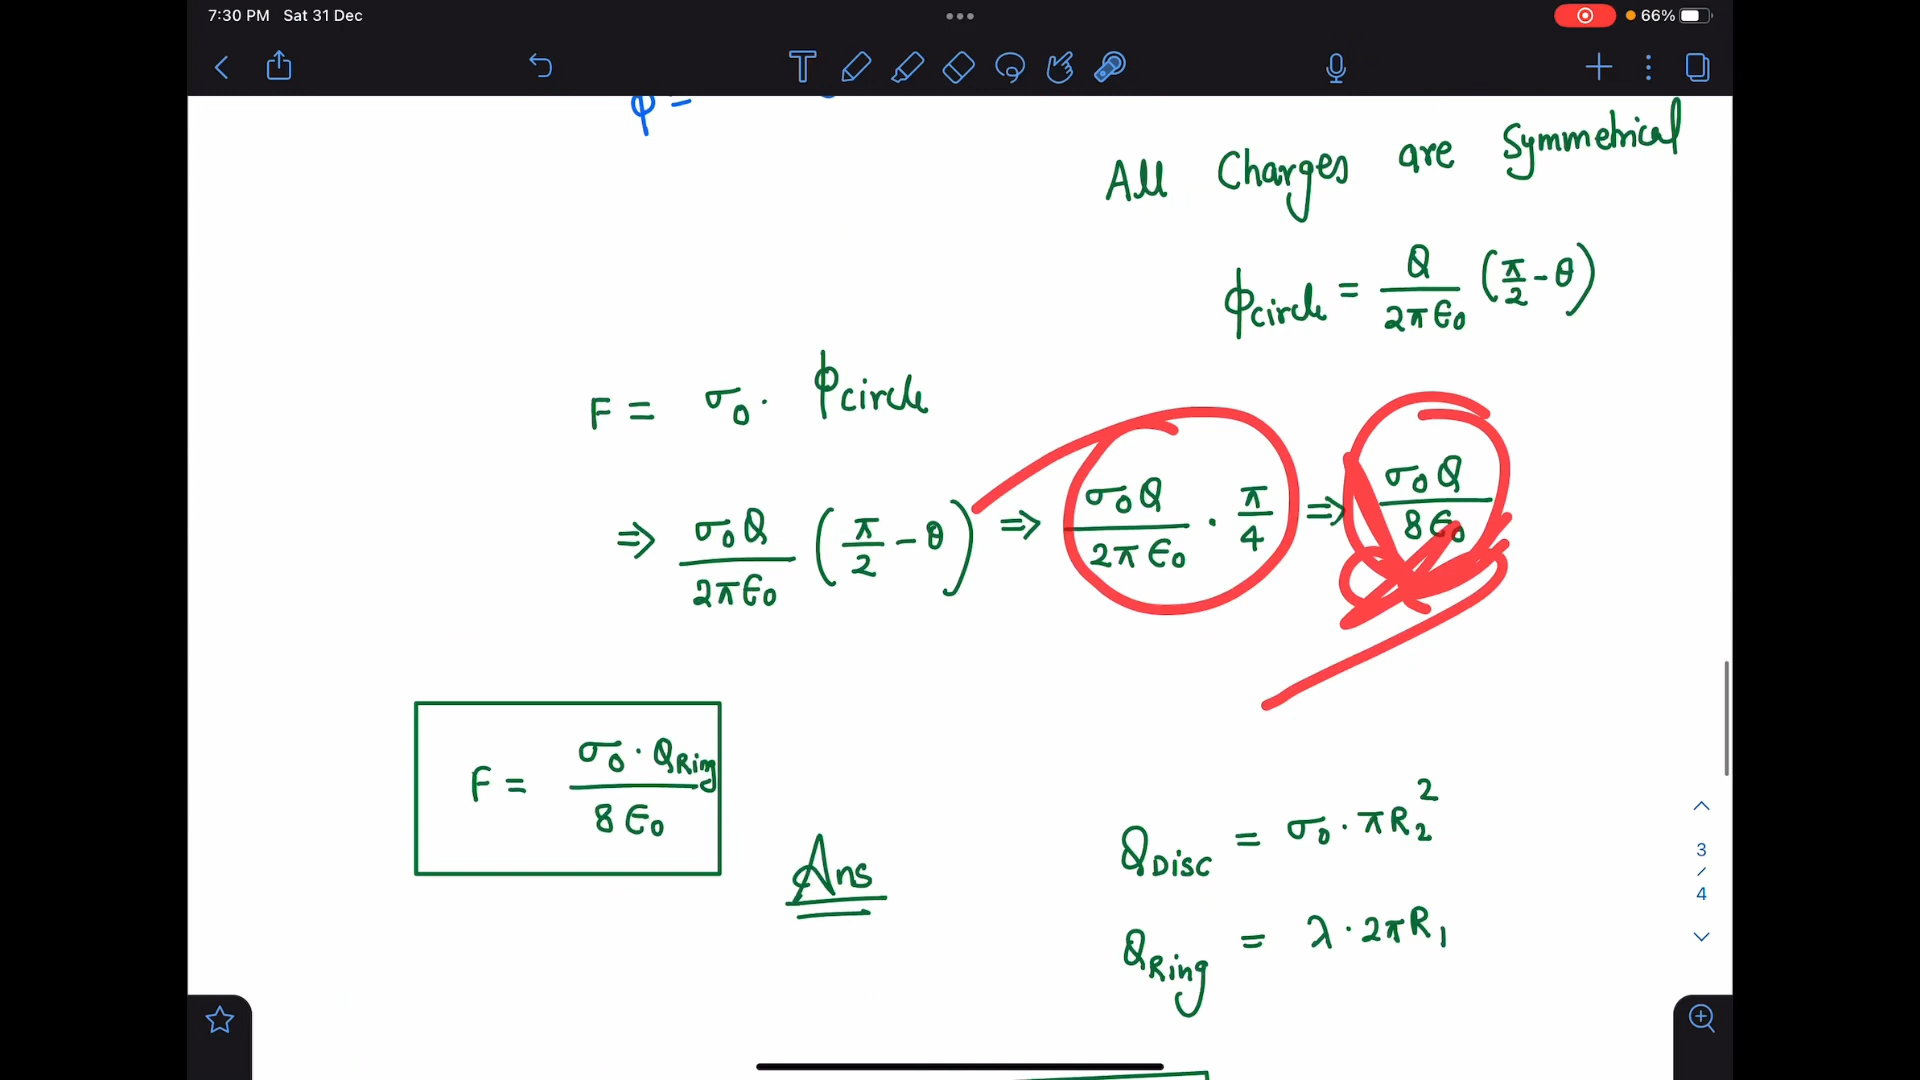 7:30 PM Sat 31 Dec
66%
T
φ =
All Charges are Symmetrical
φcircle = Q/2πϵ₀ (π/2 - θ)
F = σ₀ · φcircle
⇒ σ₀Q/2πϵ₀ (π/2 - θ) ⇒ σ₀Q/2πϵ₀ · π/4 ⇒ σ₀Q/8ϵ₀
F = σ₀ · QRing/8ϵ₀
Ans
QDisc = σ₀ · πR₂²
QRing = λ · 2πR₁
3
/
4